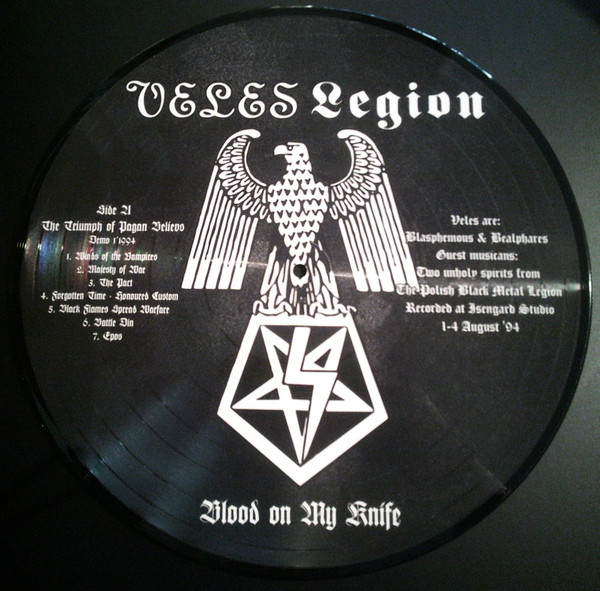 VELES Legion
Side A
The Triumph of Pagan Believs
Demo 1'1994
1. Winds of the Vampires
2. Majesty of War
3. The Pact
4. Forgotten Time - Honoured Custom
5. Black Flames Spread Warfare
6. Battle Din
7. Epos
Veles are:
Blasphemous & Bealphares
Guest musicans:
Two unholy spirits from
The Polish Black Metal Legion
Recorded at Isengard Studio
1-4 August '94
Blood on My Knife